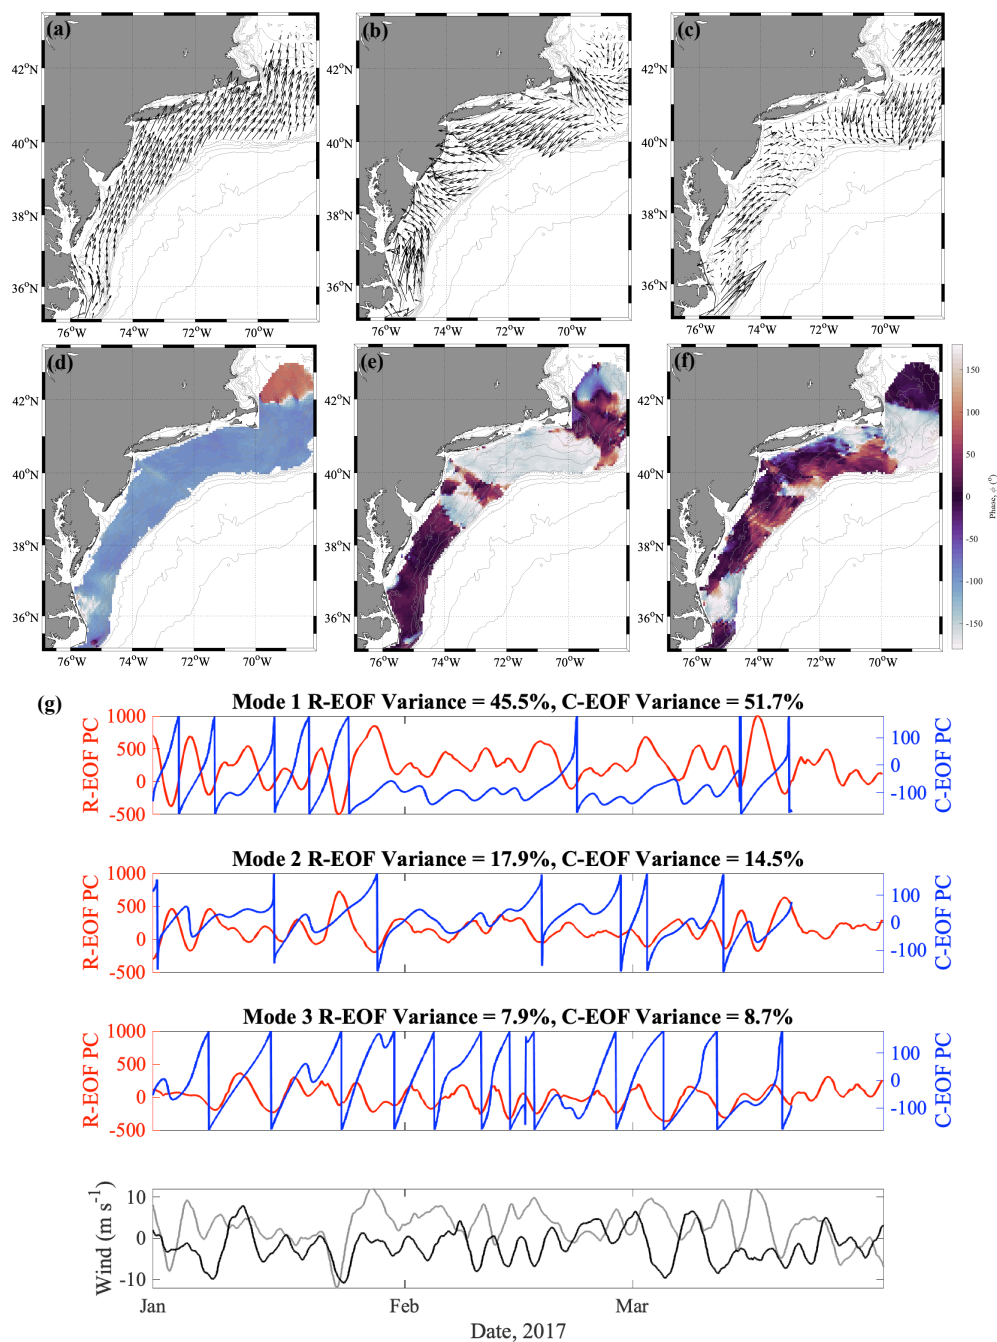 (a)
(b)
(c)
42°N
40°N
38°N
36°N
76°W
74°W
72°W
70°W
42°N
40°N
38°N
36°N
76°W
74°W
72°W
70°W
42°N
40°N
38°N
36°N
76°W
74°W
72°W
70°W
(d)
(e)
(f)
42°N
40°N
38°N
36°N
76°W
74°W
72°W
70°W
42°N
40°N
38°N
36°N
76°W
74°W
72°W
70°W
42°N
40°N
38°N
36°N
76°W
74°W
72°W
70°W
150
100
50
0
-50
-100
-150
Phase, ϕ (°)
(g)
Mode 1 R-EOF Variance = 45.5%, C-EOF Variance = 51.7%
R-EOF PC
1000
500
0
-500
100
0
-100
C-EOF PC
Mode 2 R-EOF Variance = 17.9%, C-EOF Variance = 14.5%
R-EOF PC
1000
500
0
-500
100
0
-100
C-EOF PC
Mode 3 R-EOF Variance = 7.9%, C-EOF Variance = 8.7%
R-EOF PC
1000
500
0
-500
100
0
-100
C-EOF PC
Wind (m s⁻¹)
10
0
-10
Jan
Feb
Mar
Date, 2017